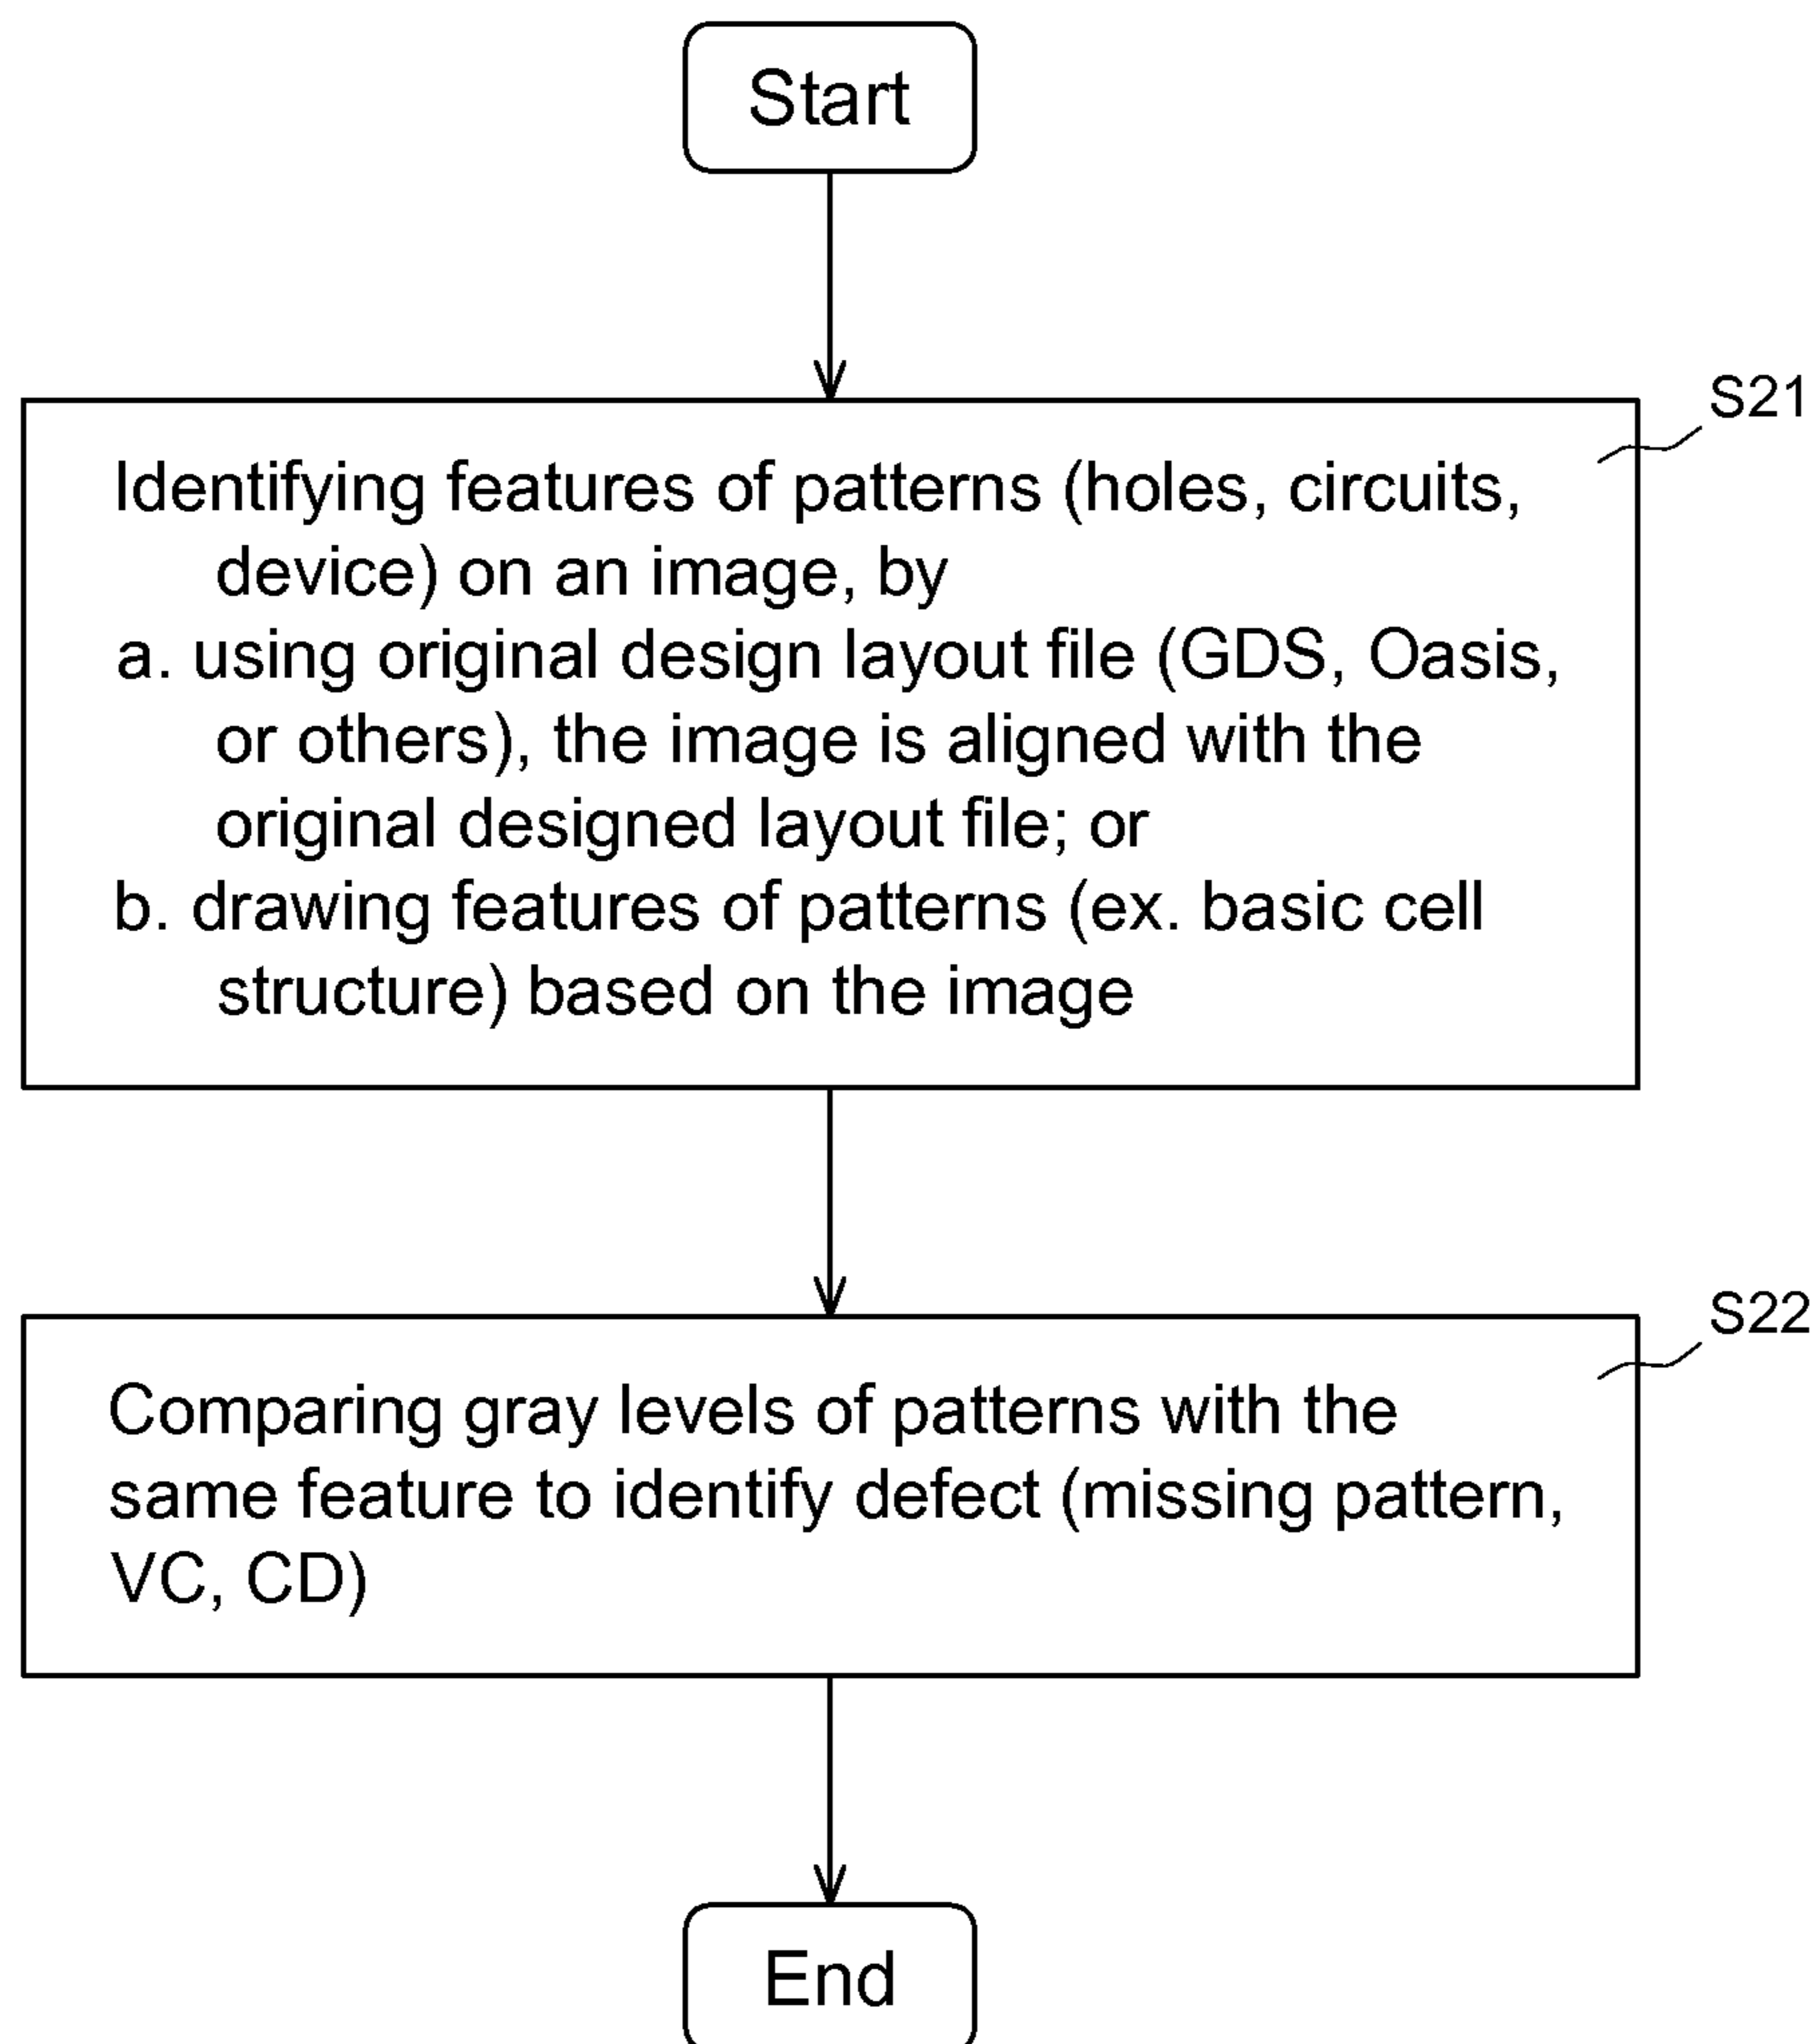 Start
S21
Identifying features of patterns (holes, circuits,
device) on an image, by
a. using original design layout file (GDS, Oasis,
or others), the image is aligned with the
original designed layout file; or
b. drawing features of patterns (ex. basic cell
structure) based on the image
S22
Comparing gray levels of patterns with the
same feature to identify defect (missing pattern,
VC, CD)
End